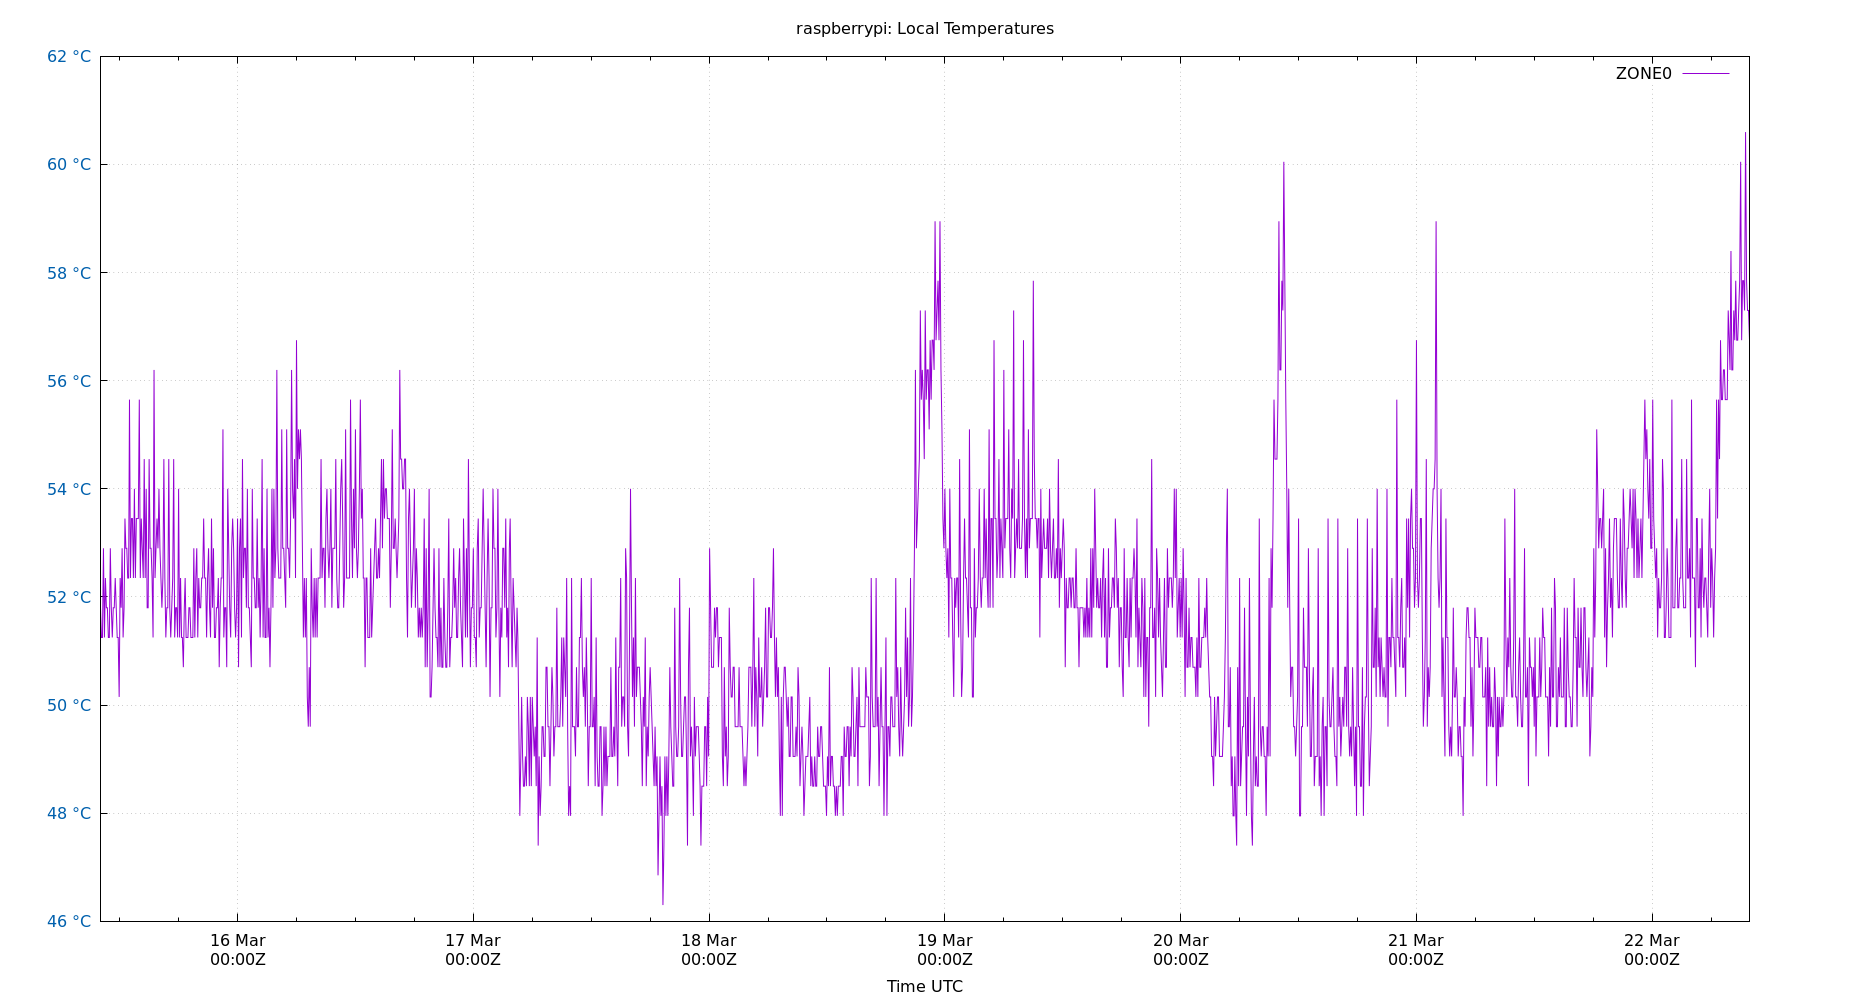 raspberrypi: Local Temperatures
ZONE0
62 °C
60 °C
58 °C
56 °C
54 °C
52 °C
50 °C
48 °C
46 °C
16 Mar
00:00Z
17 Mar
00:00Z
18 Mar
00:00Z
19 Mar
00:00Z
20 Mar
00:00Z
21 Mar
00:00Z
22 Mar
00:00Z
Time UTC